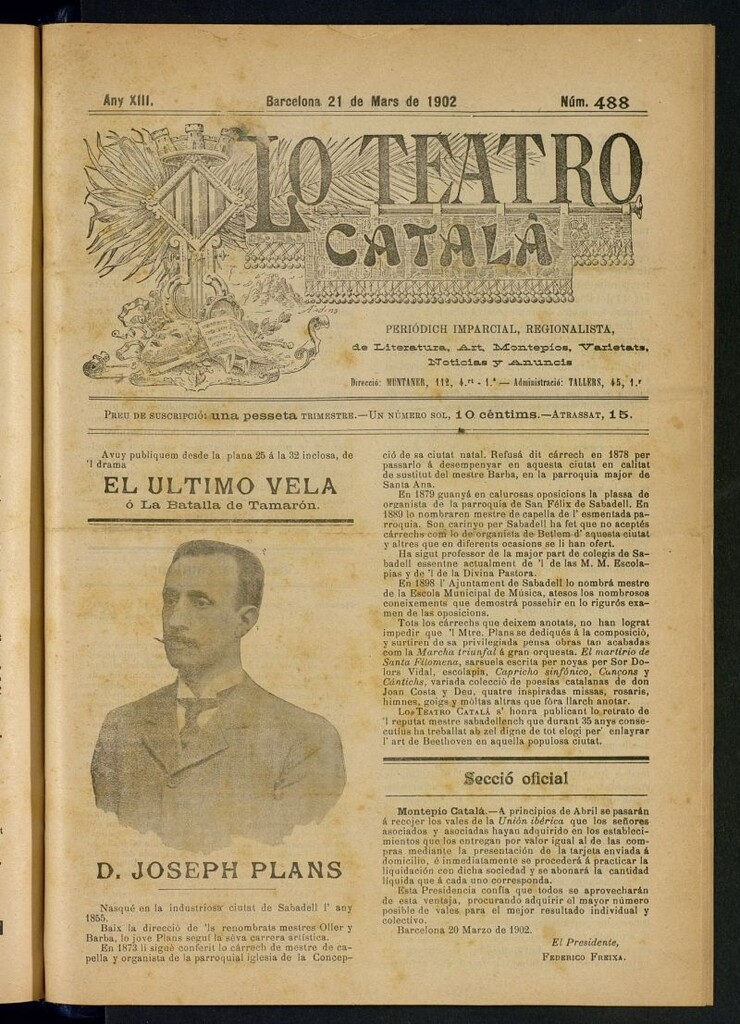 Any XIII.
Barcelona 21 de Mars de 1902
Núm. 488
LO TEATRO
CATALÁ
PERIÓDICH IMPARCIAL, REGIONALISTA,
de Literatura, Art, Montepios, Varietats,
Noticias y Anuncis
Direcció: MUNTANER, 112, 4.rt - 1.ª — Administració: TALLERS, 45, 1.r
PREU DE SUSCRIPCIÓ: una pesseta TRIMESTRE.—UN NÚMERO SOL, 10 céntims.—ATRASSAT, 15.
Avuy publiquem desde la plana 25 á la 32 inclosa, de
'l drama
EL ULTIMO VELA
ó La Batalla de Tamarón.
D. JOSEPH PLANS
Nasqué en la industriosa ciutat de Sabadell l' any
1855.
Baix la direcció de 'ls renombrats mestres Oller y
Barba, lo jove Plans seguí la séva carrera artística.
En 1873 li sigué conferit lo cárrech de mestre de ca-
pella y organista de la parroquial iglesia de la Concep-
ció de sa ciutat natal. Refusá dit cárrech en 1878 per
passarlo á desempenyar en aquesta ciutat en calitat
de sustitut del mestre Barba, en la parroquia major de
Santa Ana.
En 1879 guanyá en calurosas oposicions la plassa de
organista de la parroquia de San Félix de Sabadell. En
1889 lo nombraren mestre de capella de l' esmentada pa-
rroquia. Son carinyo per Sabadell ha fet que no aceptés
cárrechs com lo de organista de Betlem d' aquesta ciutat
y altres que en diferents ocasions se li han ofert.
Ha sigut professor de la major part de colegis de Sa-
badell essentne actualment de 'l de las M. M. Escola-
pias y de 'l de la Divina Pastora.
En 1898 l' Ajuntament de Sabadell lo nombrá mestre
de la Escola Municipal de Música, atesos los nombrosos
coneixements que demostrá possehir en lo rigurós exa-
men de las oposicions.
Tots los cárrechs que deixem anotats, no han lograt
impedir que 'l Mtre. Plans se dediqués á la composició,
y surtiren de sa privilegiada pensa obras tan acabadas
com la Marcha triunfal á gran orquesta. El martirio de
Santa Filomena, sarsuela escrita per noyas per Sor Do-
lors Vidal, escolapia, Capricho sinfónico, Cançons y
Cántichs, variada colecció de poesías catalanas de don
Joan Costa y Deu, quatre inspiradas missas, rosaris,
himnes, goigs y móltas altras que fóra llarch anotar.
LO TEATRO CATALÁ s' honra publicant lo retrato de
'l reputat mestre sabadellench que durant 35 anys conse-
cutius ha treballat ab zel digne de tot elogi per' enlayrar
l' art de Beethoven en aquella populosa ciutat.
Secció oficial
Montepio Catalá.—Á principios de Abril se pasarán
á recojer los vales de la Unión ibérica que los señores
asociados y asociadas hayan adquirido en los estableci-
mientos que los entregan por valor igual al de las com-
pras mediante la presentación de la tarjeta enviada á
domicilio, é inmediatamente se procederá á practicar la
liquidación con dicha sociedad y se abonará la cantidad
líquida que á cada uno corresponda.
Esta Presidencia confía que todos se aprovecharán
de esta ventaja, procurando adquirir el mayor número
posible de vales para el mejor resultado individual y
colectivo.
Barcelona 20 Marzo de 1902.
El Presidente,
FEDERICO FREIXA.